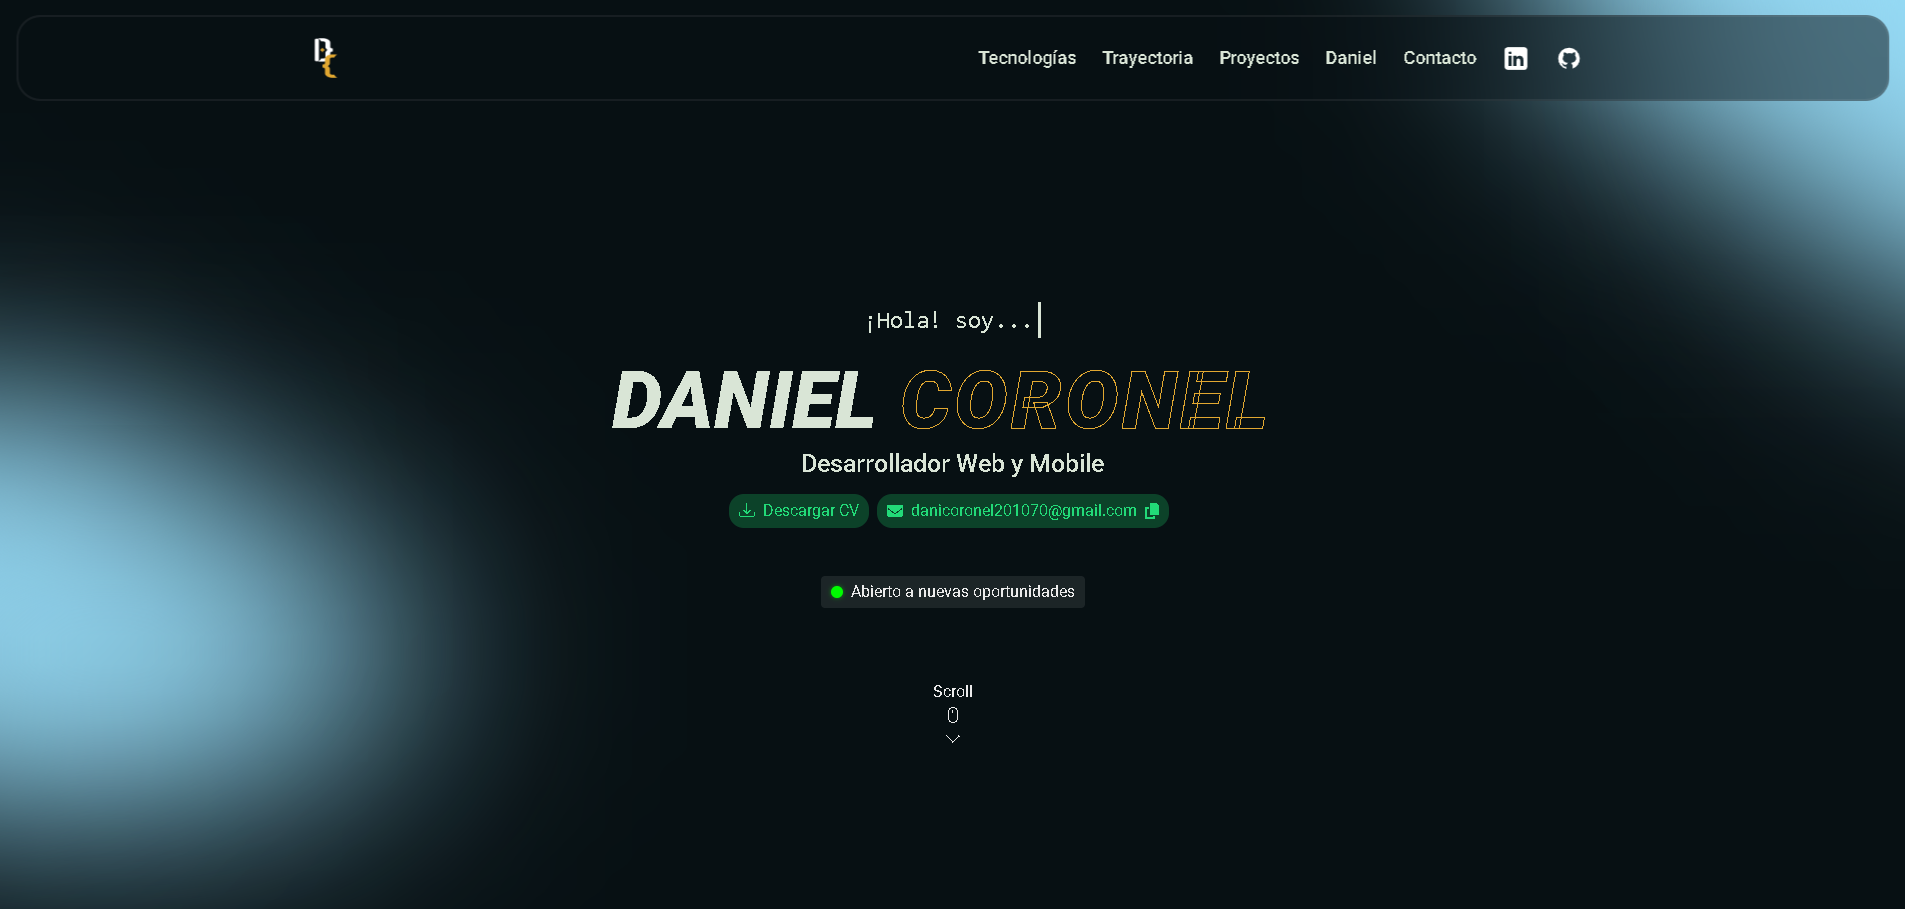 Tecnologías Trayectoria Proyectos Daniel Contacto in
¡Hola! soy...
DANIEL CORONEL
Desarrollador Web y Mobile
Descargar CV danicoronel201070@gmail.com
Abierto a nuevas oportunidades
Scroll